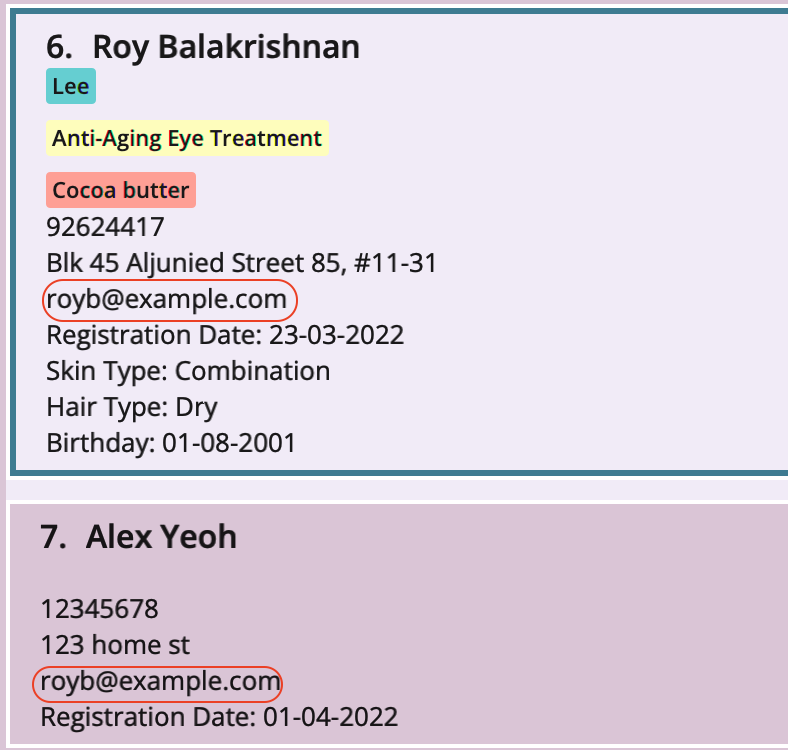 6. Roy Balakrishnan
Lee
Anti-Aging Eye Treatment
Cocoa butter
92624417
Blk 45 Aljunied Street 85, #11-31
royb@example.com
Registration Date: 23-03-2022
Skin Type: Combination
Hair Type: Dry
Birthday: 01-08-2001
7. Alex Yeoh
12345678
123 home st
royb@example.com
Registration Date: 01-04-2022